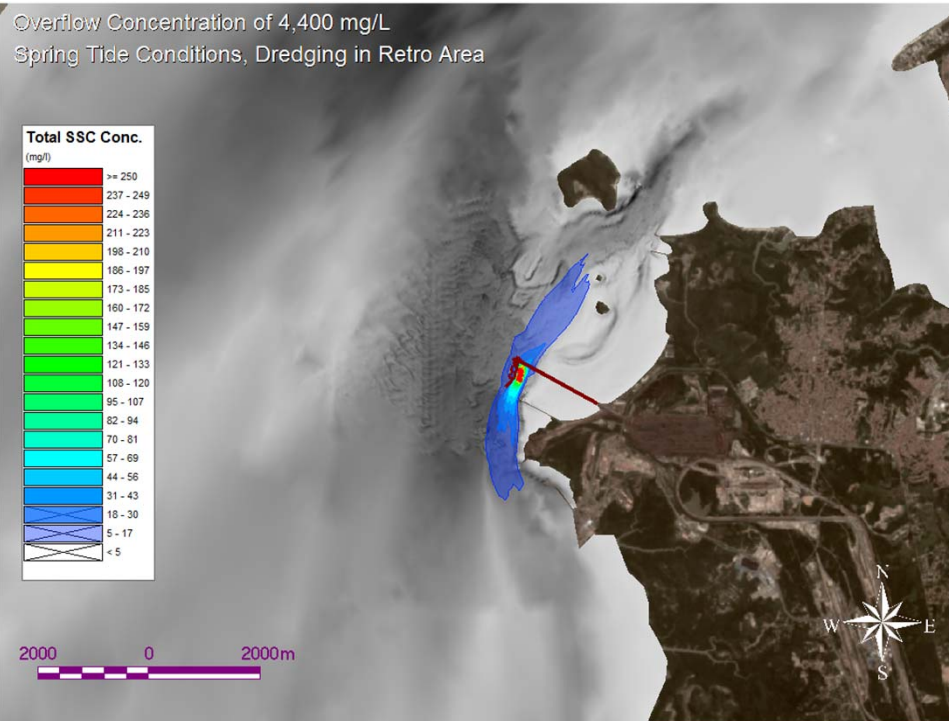 Overflow Concentration of 4,400 mg/L
Spring Tide Conditions, Dredging in Retro Area
Total SSC Conc.
(mg/l)
>= 250
237 - 249
224 - 236
211 - 223
198 - 210
186 - 197
173 - 185
160 - 172
147 - 159
134 - 146
121 - 133
108 - 120
95 - 107
82 - 94
70 - 81
57 - 69
44 - 56
31 - 43
18 - 30
5 - 17
< 5
N
W E
S
2000 0 2000m